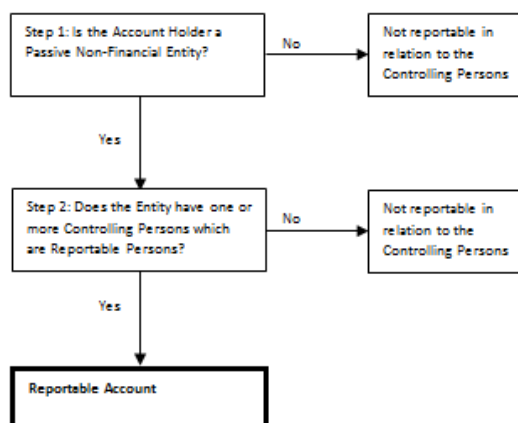 Step 1: Is the Account Holder a
Passive Non-Financial Entity?
No
Not reportable in
relation to the
Controlling Persons
Yes
Step 2: Does the Entity have one or
more Controlling Persons which
are Reportable Persons?
No
Not reportable in
relation to the
Controlling Persons
Yes
Reportable Account